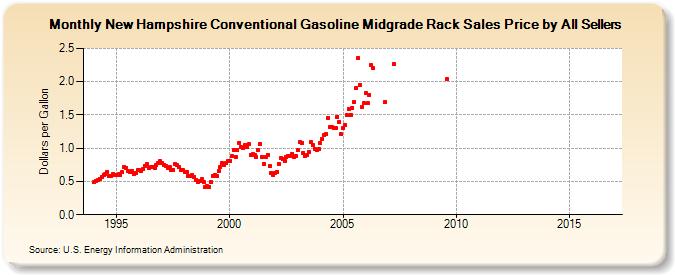 Monthly New Hampshire Conventional Gasoline Midgrade Rack Sales Price by All Sellers
Dollars per Gallon
2.5
2.0
1.5
1.0
0.5
0.0
1995 2000 2005 2010 2015
Source: U.S. Energy Information Administration